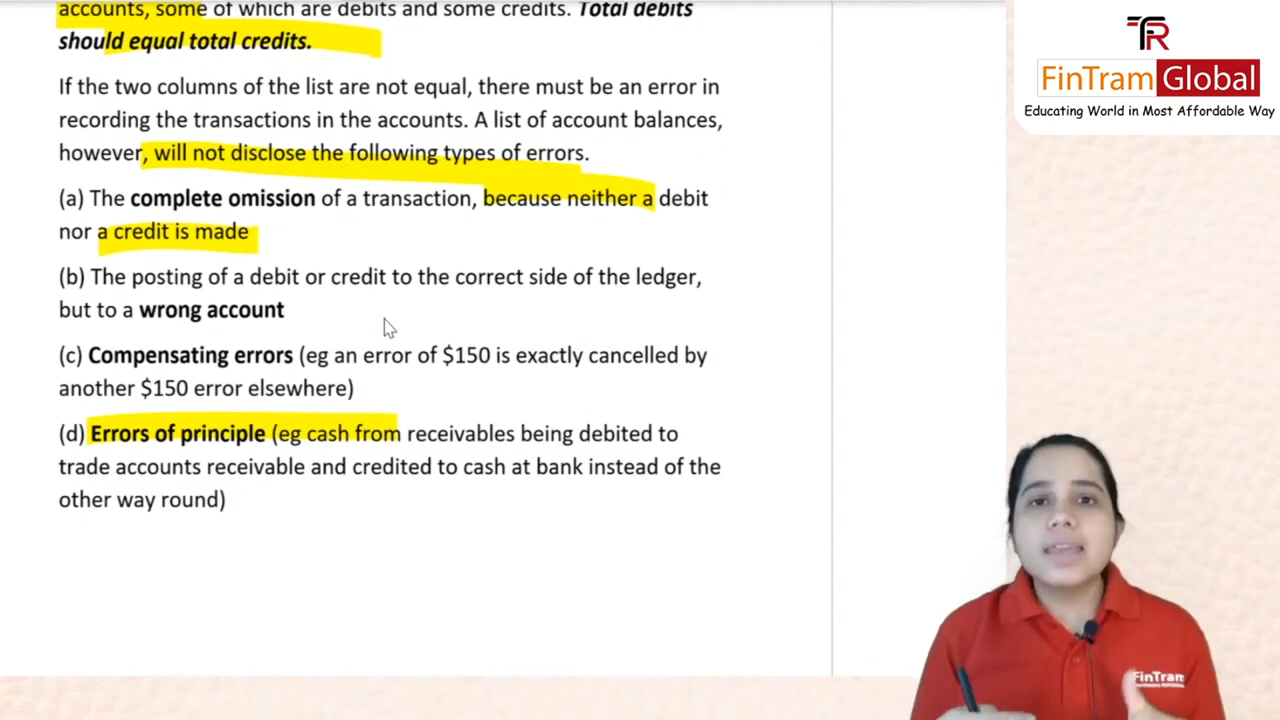 accounts, some of which are debits and some credits. Total debits
should equal total credits.
If the two columns of the list are not equal, there must be an error in
recording the transactions in the accounts. A list of account balances,
however, will not disclose the following types of errors.
(a) The complete omission of a transaction, because neither a debit
nor a credit is made
(b) The posting of a debit or credit to the correct side of the ledger,
but to a wrong account
(c) Compensating errors (eg an error of $150 is exactly cancelled by
another $150 error elsewhere)
(d) Errors of principle (eg cash from receivables being debited to
trade accounts receivable and credited to cash at bank instead of the
other way round)
TR
FinTram Global
Educating World in Most Affordable Way
FinTram